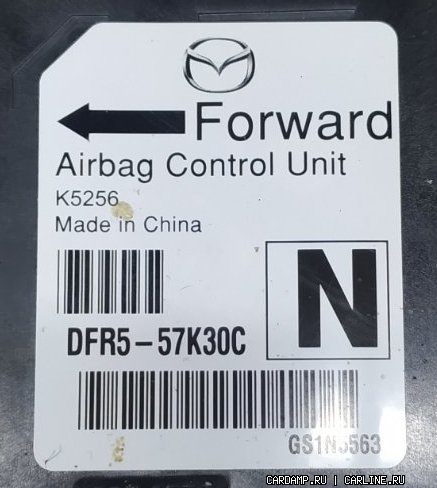 Forward
Airbag Control Unit
K5256
Made in China
N
DFR5-57K30C
CARDAMP.RU | CARLINE.RU